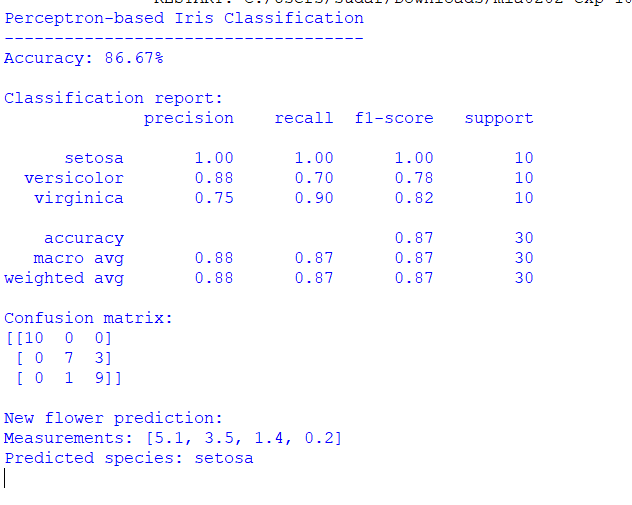 RESTART: C:/Users/sudar/Downloads/
Perceptron-based Iris Classification
------------------------------------
Accuracy: 86.67%
Classification report:
precision recall f1-score support
setosa 1.00 1.00 1.00 10
versicolor 0.88 0.70 0.78 10
virginica 0.75 0.90 0.82 10
accuracy 0.87 30
macro avg 0.88 0.87 0.87 30
weighted avg 0.88 0.87 0.87 30
Confusion matrix:
[[10 0 0]
[ 0 7 3]
[ 0 1 9]]
New flower prediction:
Measurements: [5.1, 3.5, 1.4, 0.2]
Predicted species: setosa